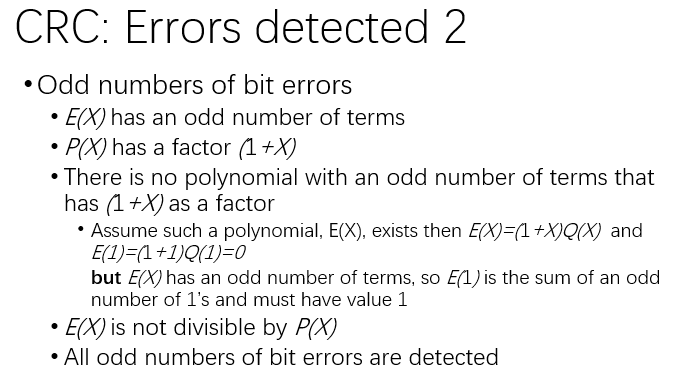 CRC: Errors detected 2
• Odd numbers of bit errors
• E(X) has an odd number of terms
• P(X) has a factor (1+X)
• There is no polynomial with an odd number of terms that
has (1+X) as a factor
• Assume such a polynomial, E(X), exists then E(X)=(1+X)Q(X) and
E(1)=(1+1)Q(1)=0
but E(X) has an odd number of terms, so E(1) is the sum of an odd
number of 1's and must have value 1
• E(X) is not divisible by P(X)
• All odd numbers of bit errors are detected